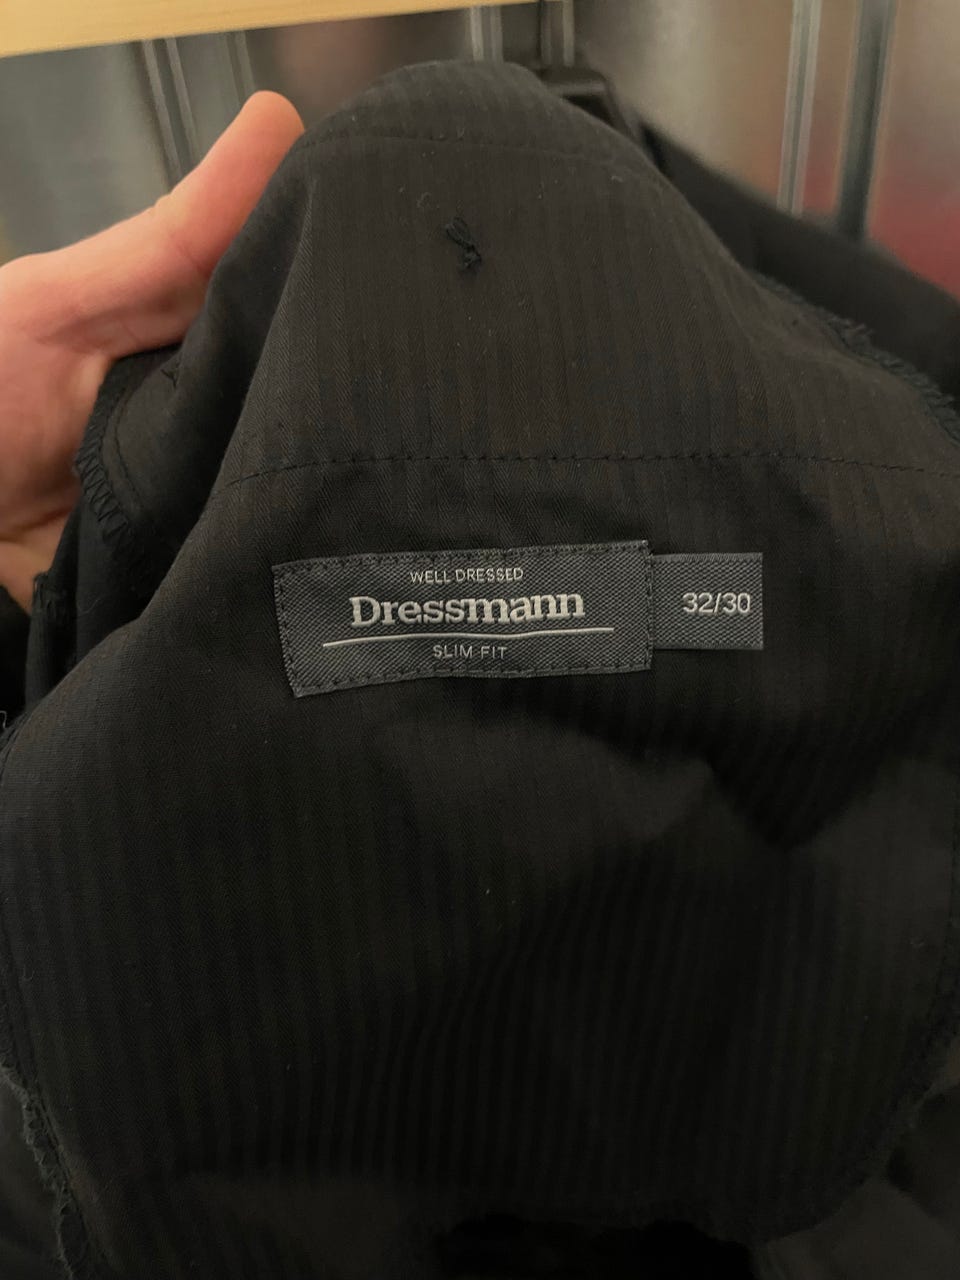 WELL DRESSED
Dressmann
SLIM FIT
32/30